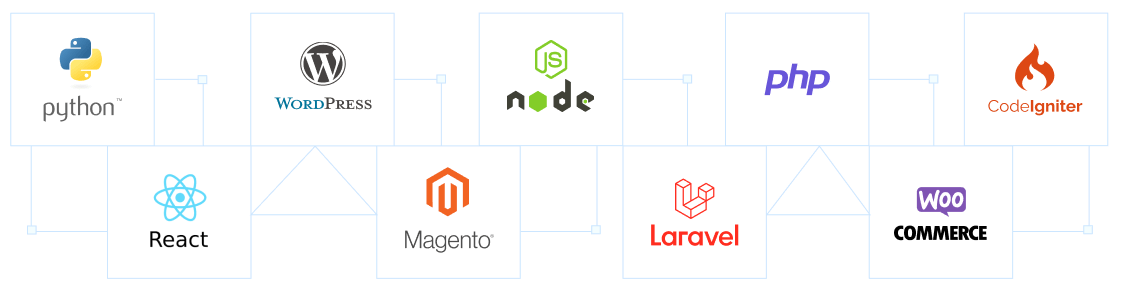 python™
WORDPRESS
JS
node
php
CodeIgniter
React
Magento®
Laravel
WOO
COMMERCE